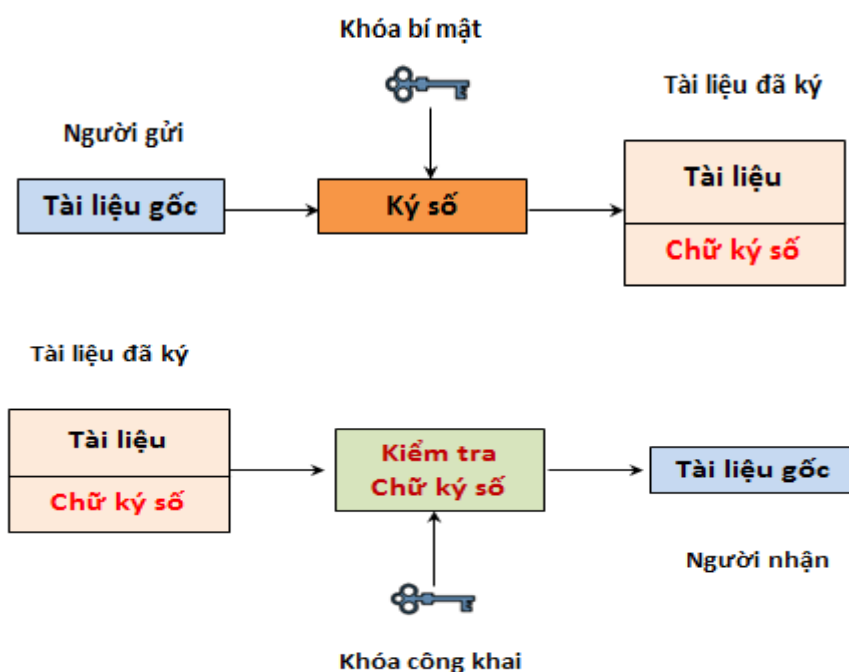 Khóa bí mật
Tài liệu đã ký
Người gửi
Tài liệu gốc
Ký số
Tài liệu
Chữ ký số
Tài liệu đã ký
Tài liệu
Chữ ký số
Kiểm tra
Chữ ký số
Tài liệu gốc
Người nhận
Khóa công khai